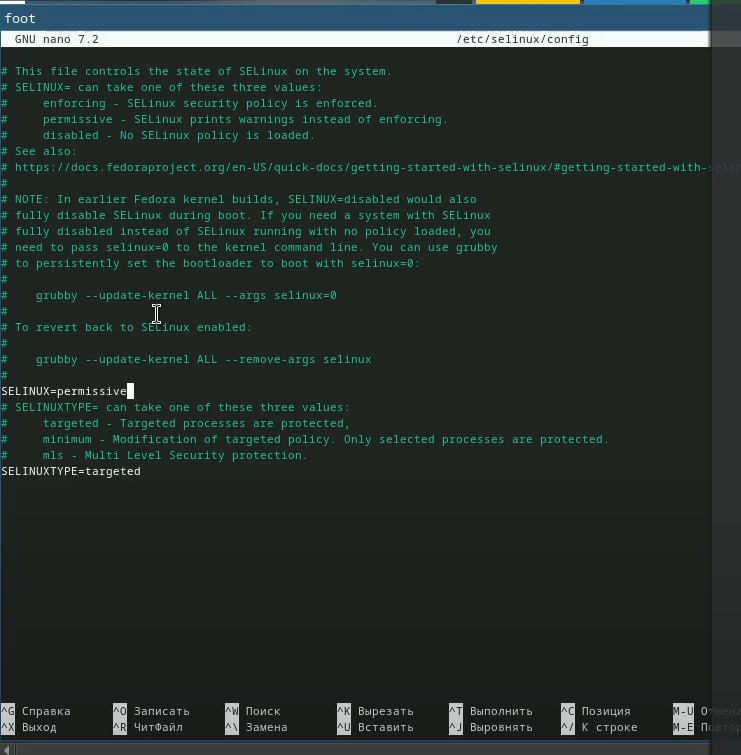 foot
GNU nano 7.2 /etc/selinux/config
# This file controls the state of SELinux on the system.
# SELINUX= can take one of these three values:
#     enforcing - SELinux security policy is enforced.
#     permissive - SELinux prints warnings instead of enforcing.
#     disabled - No SELinux policy is loaded.
# See also:
# https://docs.fedoraproject.org/en-US/quick-docs/getting-started-with-selinux/#getting-started-with-selin
#
# NOTE: In earlier Fedora kernel builds, SELINUX=disabled would also
# fully disable SELinux during boot. If you need a system with SELinux
# fully disabled instead of SELinux running with no policy loaded, you
# need to pass selinux=0 to the kernel command line. You can use grubby
# to persistently set the bootloader to boot with selinux=0:
#
#    grubby --update-kernel ALL --args selinux=0
#
# To revert back to SELinux enabled:
#
#    grubby --update-kernel ALL --remove-args selinux
#
SELINUX=permissive
# SELINUXTYPE= can take one of these three values:
#     targeted - Targeted processes are protected,
#     minimum - Modification of targeted policy. Only selected processes are protected.
#     mls - Multi Level Security protection.
SELINUXTYPE=targeted
^G Справка ^O Записать ^W Поиск ^K Вырезать ^T Выполнить ^C Позиция M-U Отмена
^X Выход ^R ЧитФайл ^\ Замена ^U Вставить ^J Выровнять ^/ К строке M-E Повтор